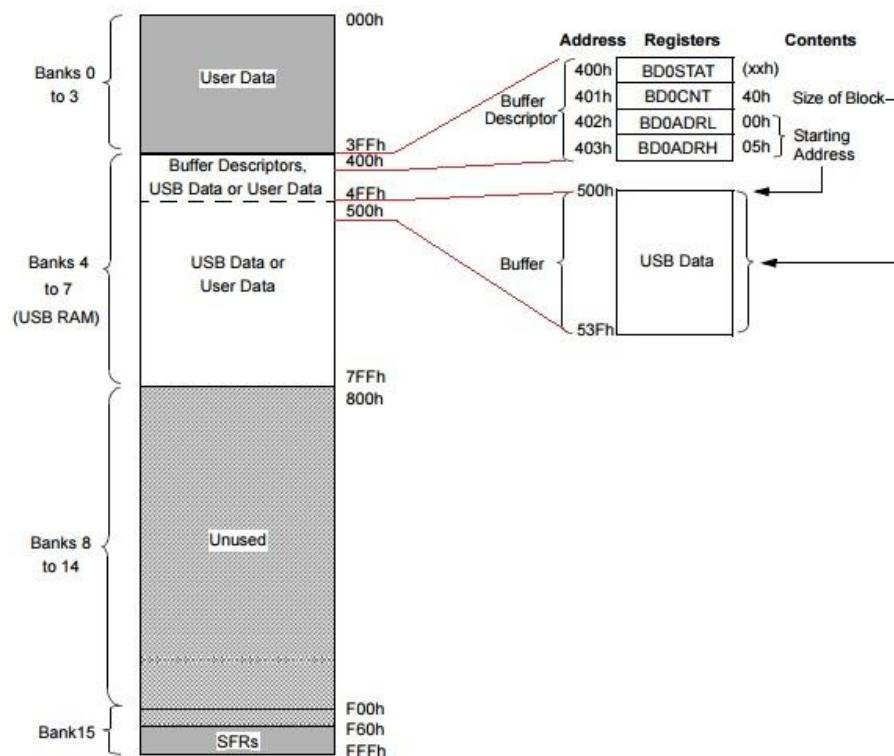 000h
Banks 0
to 3
User Data
3FFh
400h
Buffer Descriptors,
USB Data or User Data
4FFh
500h
Banks 4
to 7
(USB RAM)
USB Data or
User Data
7FFh
800h
Banks 8
to 14
Unused
F00h
Bank15
F60h
SFRs
FFFh
Address Registers Contents
Buffer
Descriptor
400h BD0STAT (xxh)
401h BD0CNT 40h Size of Block
402h BD0ADRL 00h
403h BD0ADRH 05h
Starting
Address
500h
Buffer
USB Data
53Fh